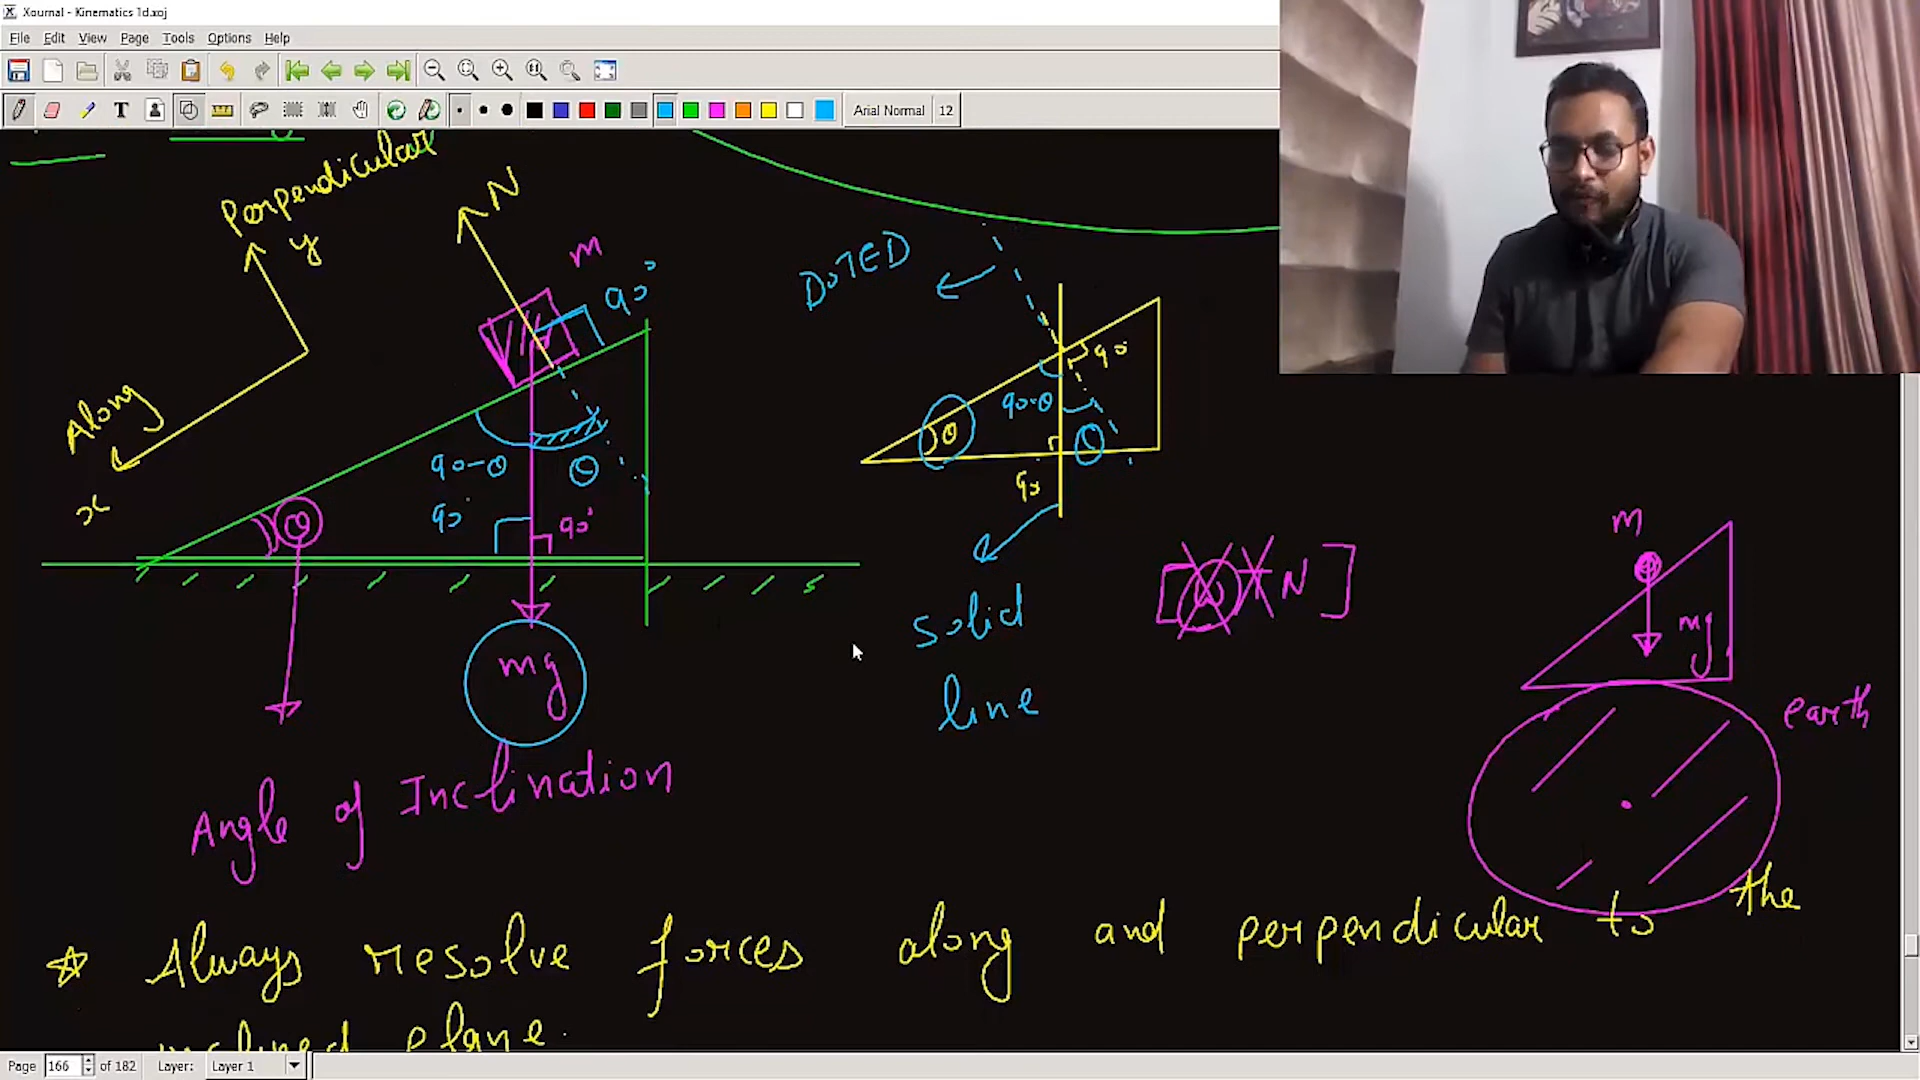 Xournal - Kinematics 1d.xoj
File Edit View Page Tools Options Help
Arial Normal 12
Perpendicular
y
N
m
90°
Along
x
90-θ
θ
90°
90°
θ
mg
Angle of Inclination
DOTED
90°
90-θ
θ
θ
90
solid
line
N
m
mg
earth
Always resolve forces along and perpendicular to the
inclined plane.
Page 166 of 182 Layer: Layer 1